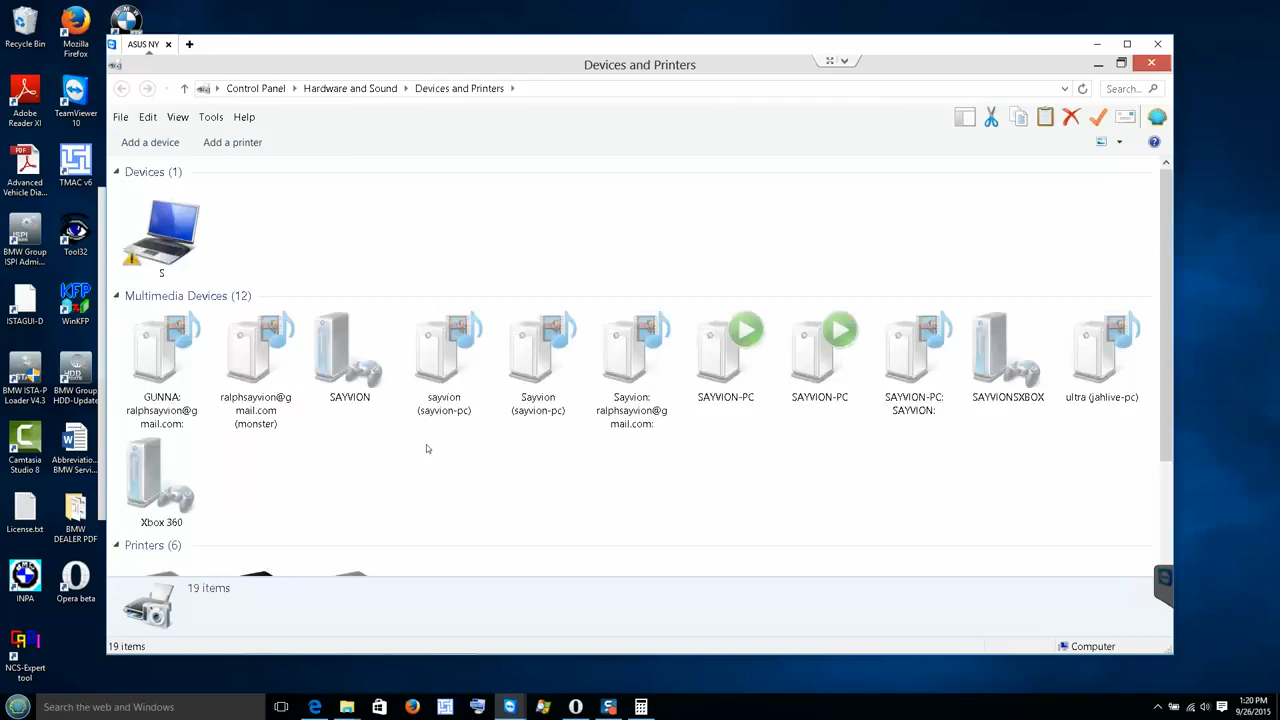 Recycle Bin
Mozilla
Firefox
Adobe
Reader XI
TeamViewer
10
Advanced
Vehicle Dia...
TMAC v6
BMW Group
ISPI Admi...
Tool32
ISTAGUI-D
WinKFP
BMW ISTA-P
Loader V4.3
BMW Group
HDD-Update
Camtasia
Studio 8
Abbreviatio...
BMW Servi...
License.txt
BMW
DEALER PDF
INPA
Opera beta
NCS-Expert
tool
ASUS NY
Devices and Printers
Control Panel
Hardware and Sound
Devices and Printers
Search...
File
Edit
View
Tools
Help
Add a device
Add a printer
Devices (1)
S
Multimedia Devices (12)
GUNNA:
ralphsayvion@g
mail.com:
ralphsayvion@g
mail.com
(monster)
SAYVION
sayvion
(sayvion-pc)
Sayvion
(sayvion-pc)
Sayvion:
ralphsayvion@g
mail.com:
SAYVION-PC
SAYVION-PC
SAYVION-PC:
SAYVION:
SAYVIONSXBOX
ultra (jahlive-pc)
Xbox 360
Printers (6)
19 items
19 items
Computer
Search the web and Windows
1:20 PM
9/26/2015